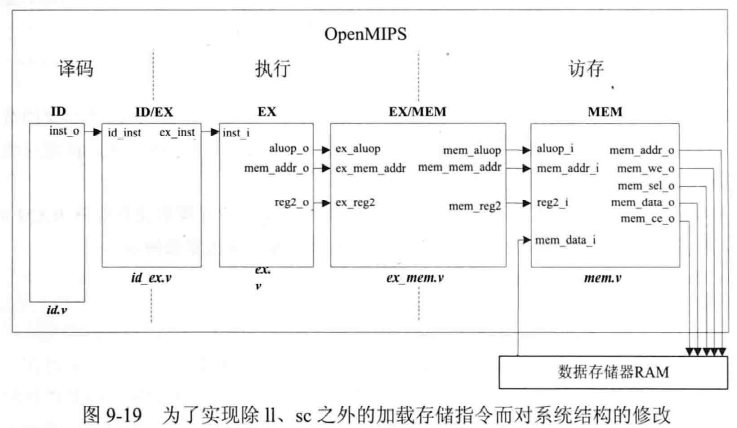 OpenMIPS
译码 执行 访存
ID ID/EX EX EX/MEM MEM
inst_o id_inst ex_inst inst_i
aluop_o ex_aluop mem_aluop aluop_i mem_addr_o
mem_addr_o ex_mem_addr mem_mem_addr mem_addr_i mem_we_o
mem_sel_o
reg2_o ex_reg2 mem_reg2 reg2_i mem_data_o
mem_ce_o
mem_data_i
id_ex.v ex.
v ex_mem.v mem.v
id.v
数据存储器RAM
图 9-19 为了实现除 ll、sc 之外的加载存储指令而对系统结构的修改